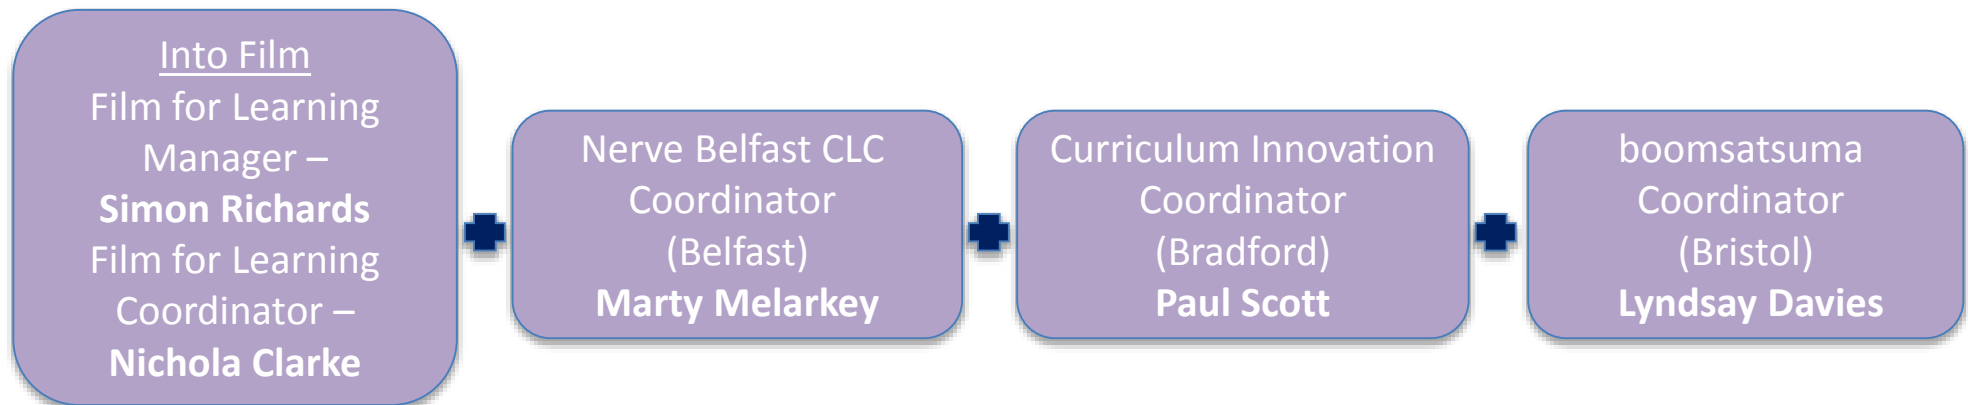 Into Film
Film for Learning
Manager –
Simon Richards
Film for Learning
Coordinator –
Nichola Clarke
Nerve Belfast CLC
Coordinator
(Belfast)
Marty Melarkey
Curriculum Innovation
Coordinator
(Bradford)
Paul Scott
boomsatsuma
Coordinator
(Bristol)
Lyndsay Davies